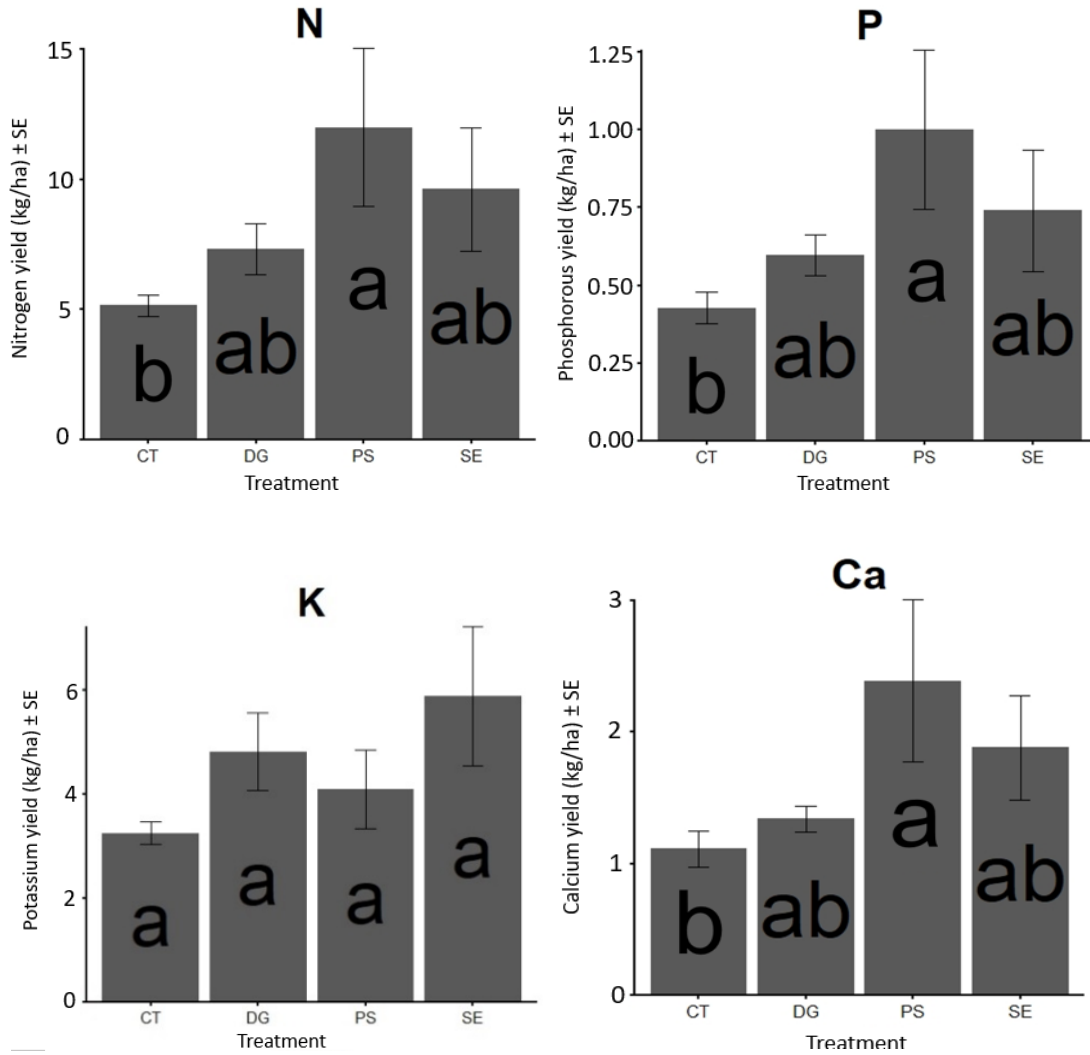 N
Nitrogen yield (kg/ha) ± SE
15
10
5
0
b
ab
a
ab
CT DG PS SE
Treatment
P
Phosphorous yield (kg/ha) ± SE
1.25
1.00
0.75
0.50
0.25
0.00
b
ab
a
ab
CT DG PS SE
Treatment
K
Potassium yield (kg/ha) ± SE
6
4
2
0
a
a
a
a
CT DG PS SE
Treatment
Ca
Calcium yield (kg/ha) ± SE
3
2
1
0
b
ab
a
ab
CT DG PS SE
Treatment